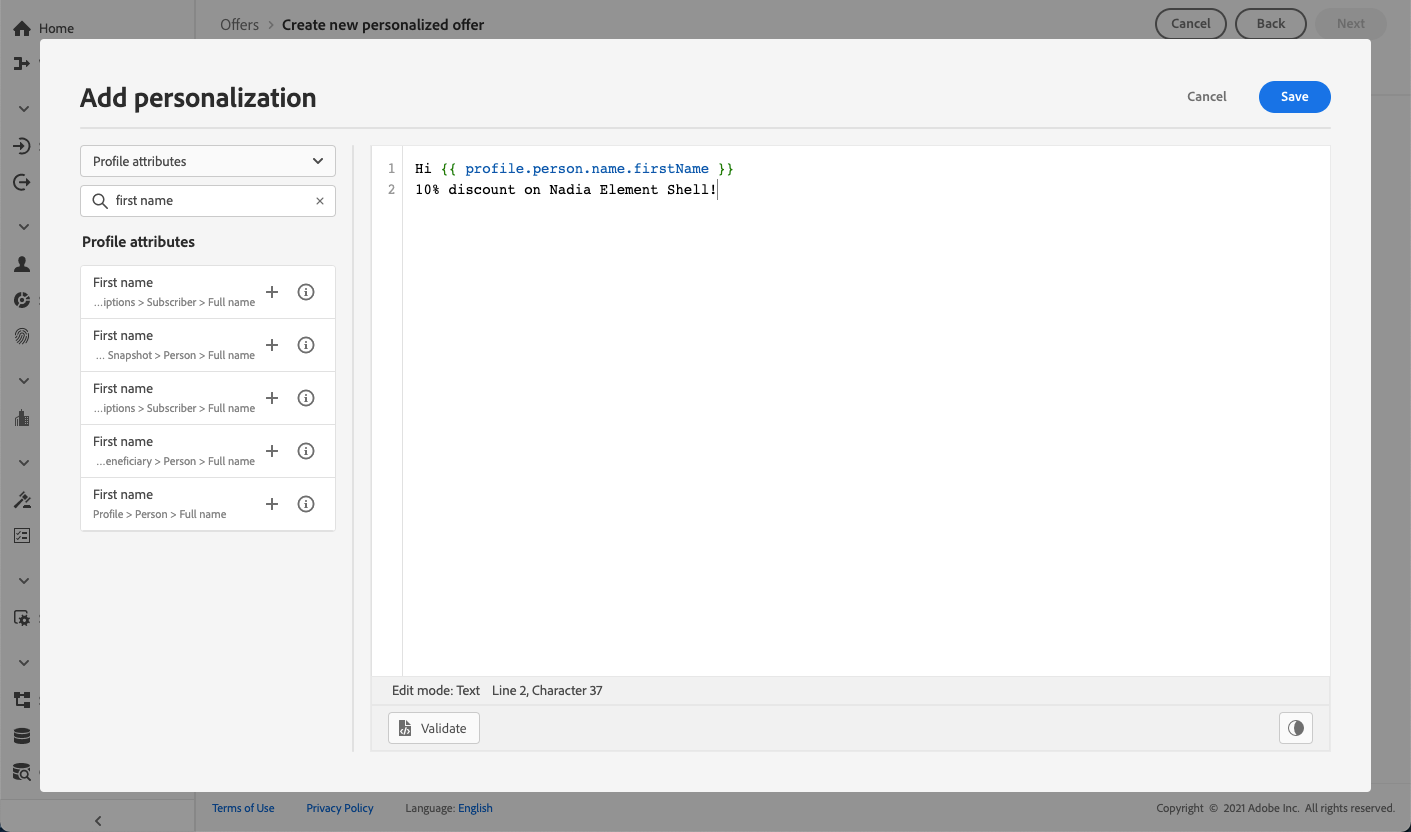 Home
Offers > Create new personalized offer
Cancel
Back
Next
Add personalization
Cancel
Save
Profile attributes
first name
Profile attributes
First name
...iptions > Subscriber > Full name
First name
... Snapshot > Person > Full name
First name
...iptions > Subscriber > Full name
First name
...eneficiary > Person > Full name
First name
Profile > Person > Full name
1 Hi {{ profile.person.name.firstName }}
2 10% discount on Nadia Element Shell!
Edit mode: Text Line 2, Character 37
Validate
Terms of Use Privacy Policy Language: English
Copyright © 2021 Adobe Inc. All rights reserved.